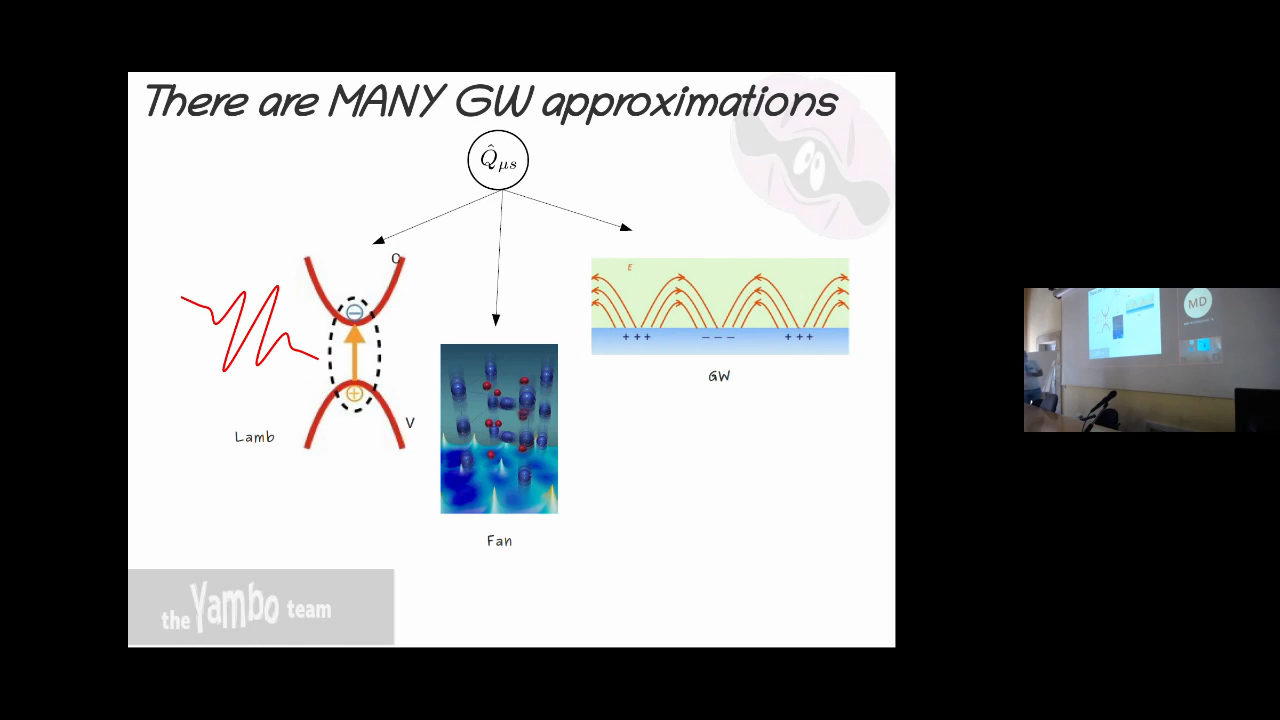 There are MANY GW approximations
Q̂μs
C
E
+++
---
+++
GW
V
Lamb
Fan
the Yambo team
MD